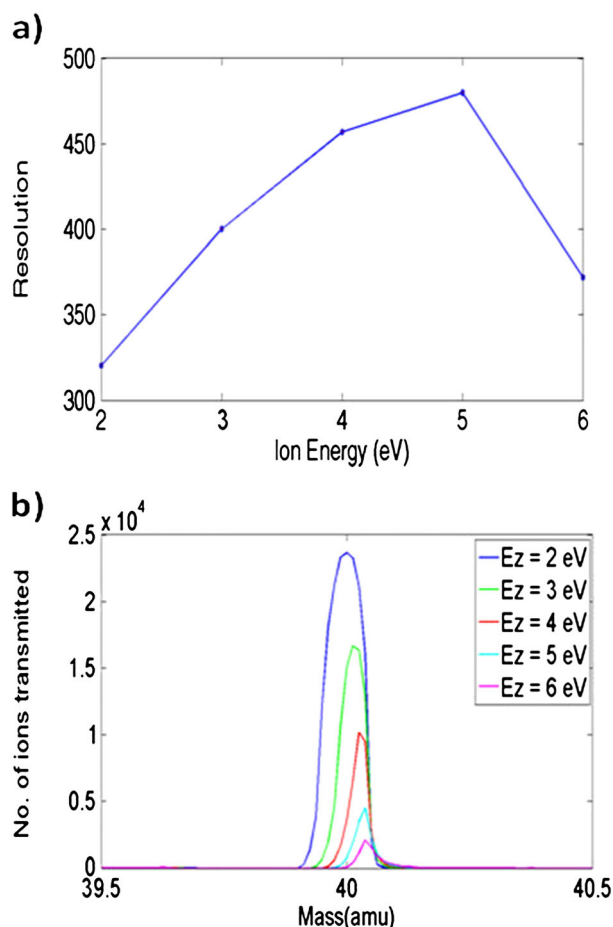 a)
500
450
400
350
300
Resolution
2 3 4 5 6
Ion Energy (eV)
b)
x 10^4
2.5
2
1.5
1
0.5
0
No. of ions transmitted
Ez = 2 eV
Ez = 3 eV
Ez = 4 eV
Ez = 5 eV
Ez = 6 eV
39.5 40 40.5
Mass(amu)